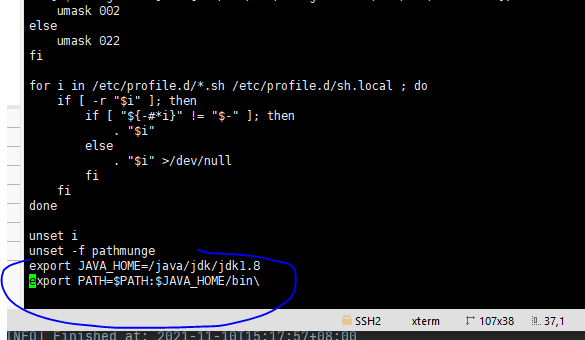 umask 002
else
    umask 022
fi
for i in /etc/profile.d/*.sh /etc/profile.d/sh.local ; do
    if [ -r "$i" ]; then
        if [ "${-#*i}" != "$-" ]; then
            . "$i"
        else
            . "$i" >/dev/null
        fi
    fi
done
unset i
unset -f pathmunge
export JAVA_HOME=/java/jdk/jdk1.8
export PATH=$PATH:$JAVA_HOME/bin\
SSH2 xterm 107x38 37,1
[INFO] Finished at: 2021-11-10T15:17:57+08:00